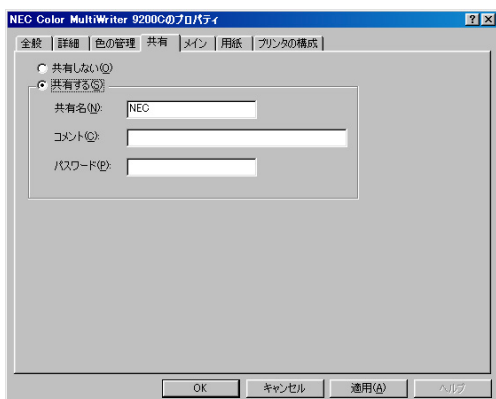 NEC Color MultiWriter 9200Cのプロパティ
全般 詳細 色の管理 共有 メイン 用紙 プリンタの構成
共有しない(O)
共有する(S)
共有名(N): NEC
コメント(C):
パスワード(P):
OK キャンセル 適用(A) ヘルプ